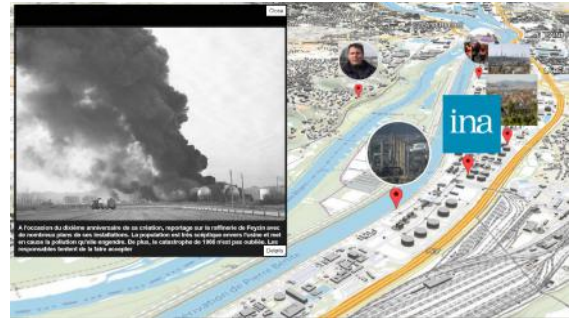 Close
A l'occasion du dixième anniversaire de sa création, reportage sur la raffinerie de Feyzin avec
de nombreux plans de ses installations. La population est très sceptique envers l'usine et met
en cause la pollution qu'elle engendre. De plus, le catastrophe de 1966 n'est pas oubliée. Les
responsables tentent de la faire accepter
Details
ina